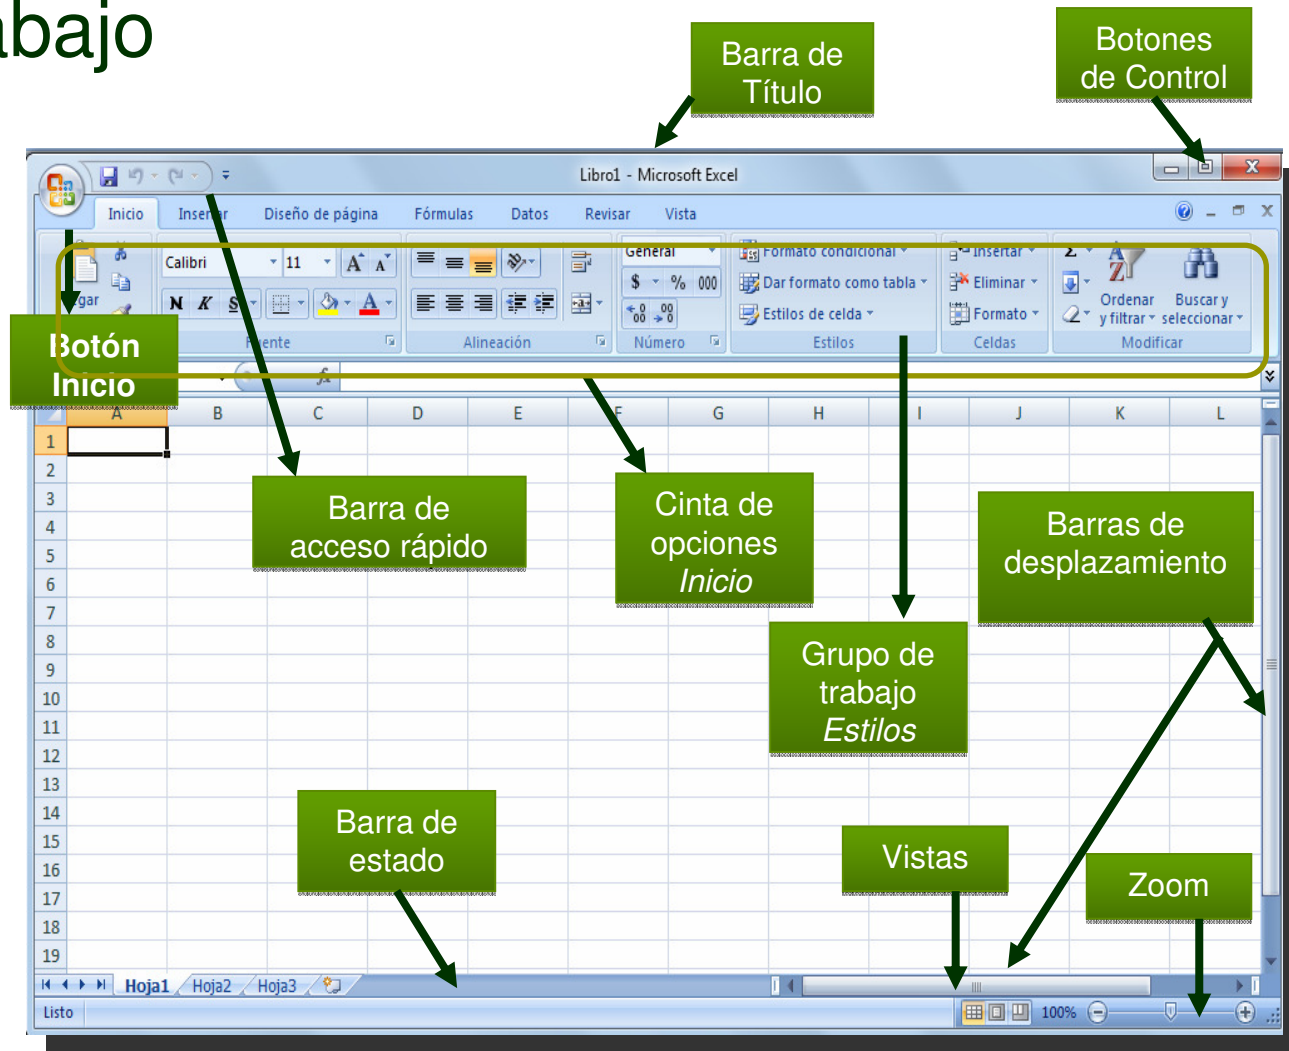 abajo
Barra de
Título
Botones
de Control
Libro1 - Microsoft Excel
Inicio Insertar Diseño de página Fórmulas Datos Revisar Vista
Calibri 11 General Formato condicional Insertar
$ % 000 Dar formato como tabla Eliminar Ordenar Buscar y
N K S A Estilos de celda Formato y filtrar seleccionar
Número Alineación Estilos Celdas Modificar
Botón
Inicio
fx
A B C D E F G H I J K L
1
2
3
4
5
6
7
8
9
10
11
12
13
14
15
16
17
18
19
Barra de
acceso rápido
Cinta de
opciones
Inicio
Barras de
desplazamiento
Grupo de
trabajo
Estilos
Barra de
estado
Vistas
Zoom
Hoja1 Hoja2 Hoja3
Listo 100%